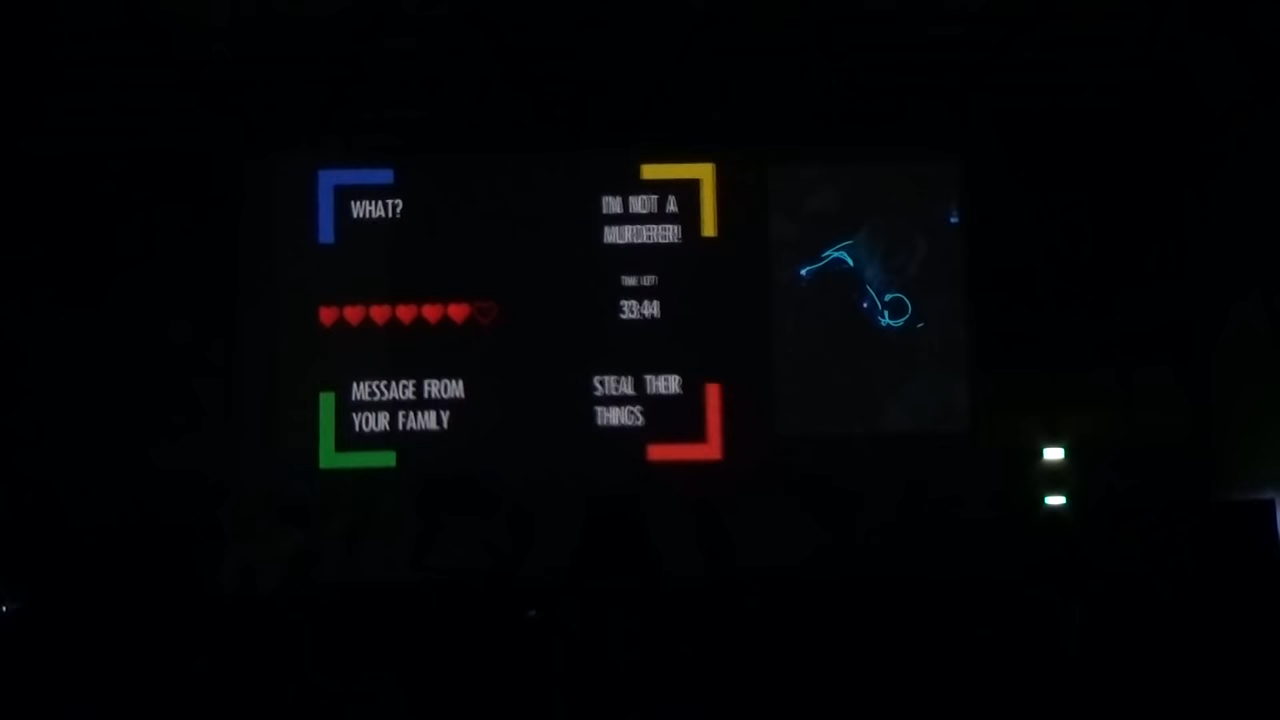 WHAT?
I'M NOT A
MURDERER!
TIME LEFT:
33:44
MESSAGE FROM
YOUR FAMILY
STEAL THEIR
THINGS